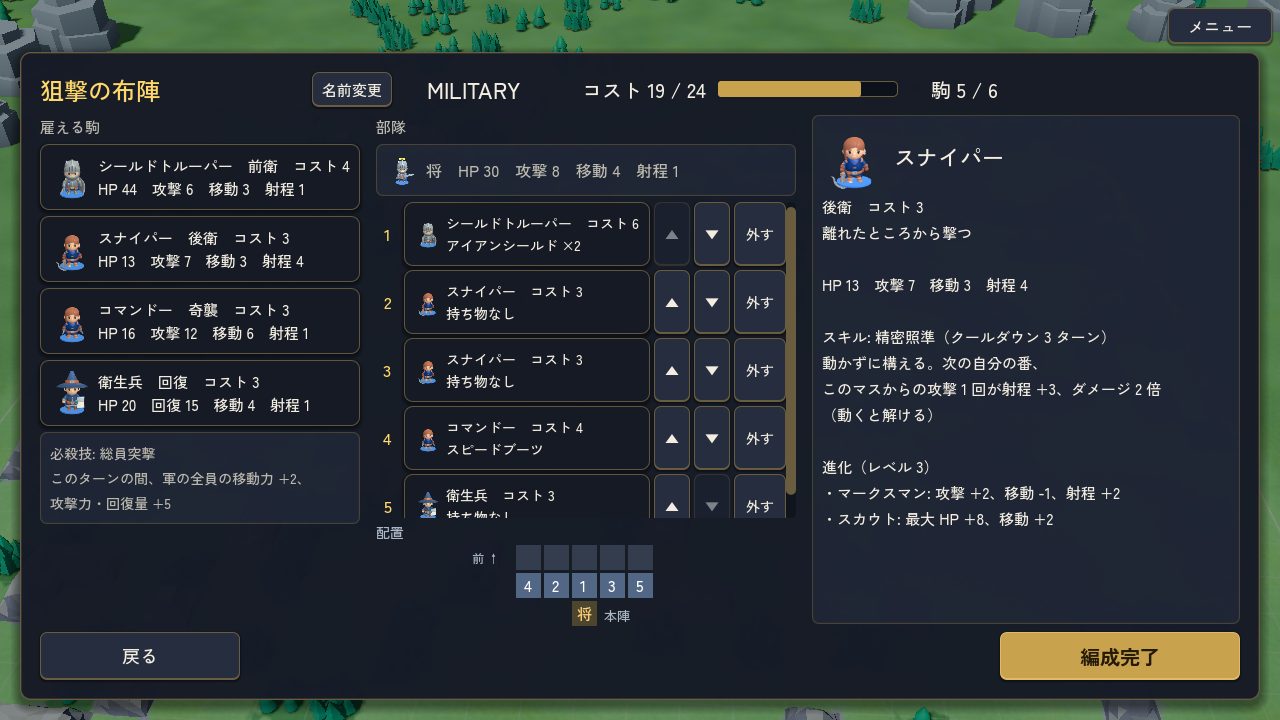 メニュー
狙撃の布陣
名前変更
MILITARY
コスト 19 / 24
駒 5 / 6
雇える駒
シールドトルーパー 前衛 コスト 4
HP 44 攻撃 6 移動 3 射程 1
スナイパー 後衛 コスト 3
HP 13 攻撃 7 移動 3 射程 4
コマンドー 奇襲 コスト 3
HP 16 攻撃 12 移動 6 射程 1
衛生兵 回復 コスト 3
HP 20 回復 15 移動 4 射程 1
必殺技: 総員突撃
このターンの間、軍の全員の移動力 +2、
攻撃力・回復量 +5
部隊
将 HP 30 攻撃 8 移動 4 射程 1
1 シールドトルーパー コスト 6
アイアンシールド ×2
▲ ▼ 外す
2 スナイパー コスト 3
持ち物なし
▲ ▼ 外す
3 スナイパー コスト 3
持ち物なし
▲ ▼ 外す
4 コマンドー コスト 4
スピードブーツ
▲ ▼ 外す
5 衛生兵 コスト 3
持ち物なし
▲ ▼ 外す
配置
前 ↑
4 2 1 3 5
将 本陣
スナイパー
後衛 コスト 3
離れたところから撃つ
HP 13 攻撃 7 移動 3 射程 4
スキル: 精密照準（クールダウン 3 ターン）
動かずに構える。次の自分の番、
このマスからの攻撃 1 回が射程 +3、ダメージ 2 倍
（動くと解ける）
進化（レベル 3）
・マークスマン: 攻撃 +2、移動 -1、射程 +2
・スカウト: 最大 HP +8、移動 +2
戻る
編成完了